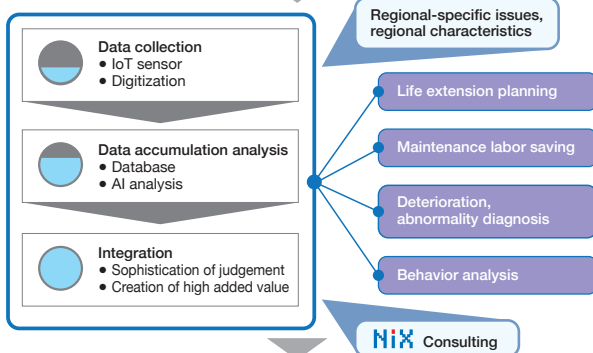 Regional-specific issues,
regional characteristics
Data collection
• IoT sensor
• Digitization
Data accumulation analysis
• Database
• AI analysis
Integration
• Sophistication of judgement
• Creation of high added value
Life extension planning
Maintenance labor saving
Deterioration,
abnormality diagnosis
Behavior analysis
NiX Consulting